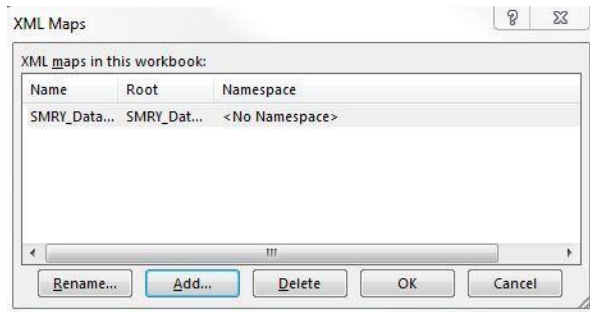 XML Maps
XML maps in this workbook:
Name Root Namespace
SMRY_Data... SMRY_Dat... <No Namespace>
Rename... Add... Delete OK Cancel